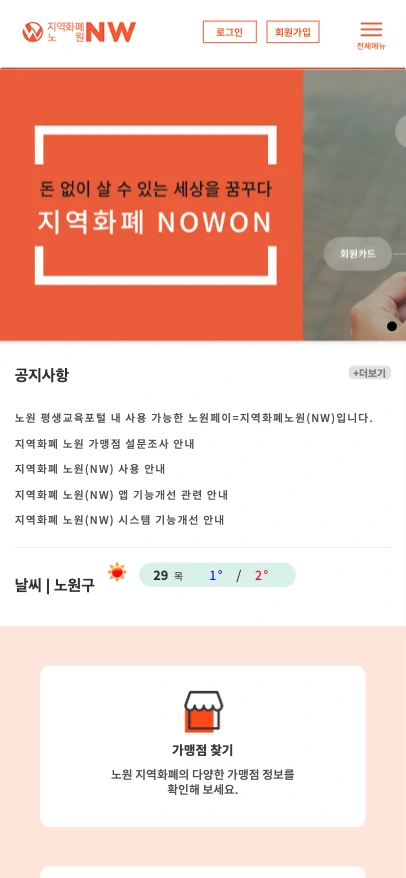 지역화폐
노 원
NW
로그인
회원가입
전체메뉴
돈 없이 살 수 있는 세상을 꿈꾸다
지역화폐 NOWON
회원카드
공지사항
+더보기
노원 평생교육포털 내 사용 가능한 노원페이=지역화폐노원(NW)입니다.
지역화폐 노원 가맹점 설문조사 안내
지역화폐 노원(NW) 사용 안내
지역화폐 노원(NW) 앱 기능개선 관련 안내
지역화폐 노원(NW) 시스템 기능개선 안내
날씨 | 노원구
29 목 1° / 2°
가맹점 찾기
노원 지역화폐의 다양한 가맹점 정보를
확인해 보세요.